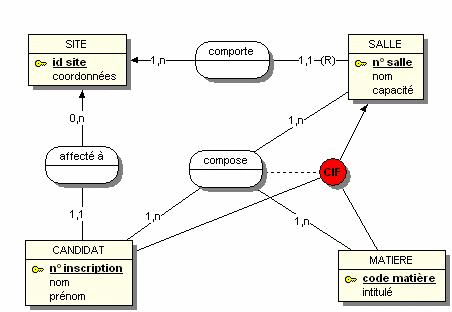 SITE
id site
coordonnées
1,n
comporte
1,1
(R)
SALLE
n° salle
nom
capacité
0,n
affecté à
1,1
1,n
compose
CIF
1,n
1,n
CANDIDAT
n° inscription
nom
prénom
MATIERE
code matière
intitulé